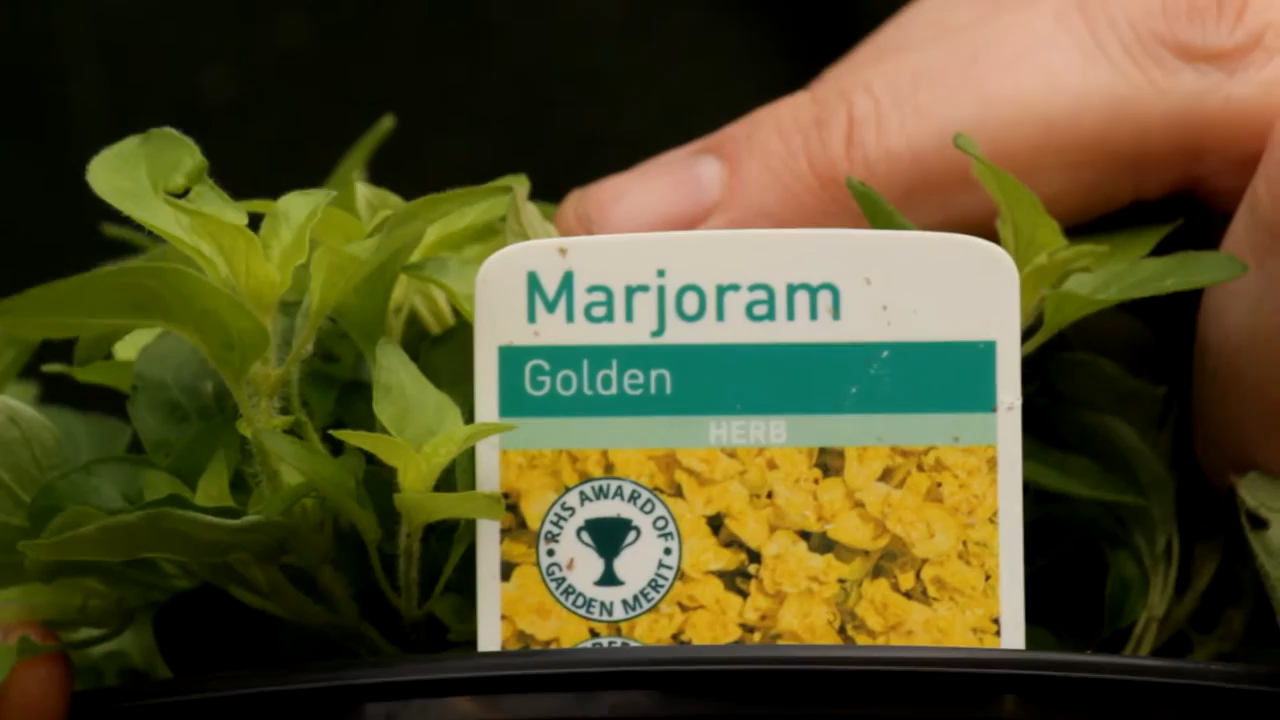 Marjoram
Golden
HERB
RHS AWARD OF
GARDEN MERIT